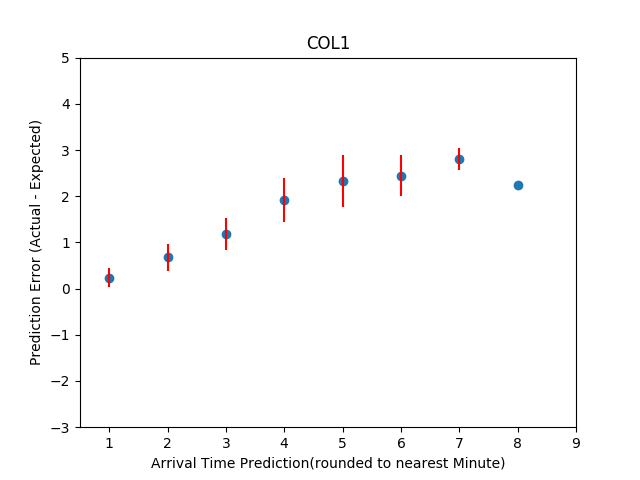 COL1
5
4
3
2
1
0
−1
−2
−3
Prediction Error (Actual - Expected)
1 2 3 4 5 6 7 8 9
Arrival Time Prediction(rounded to nearest Minute)